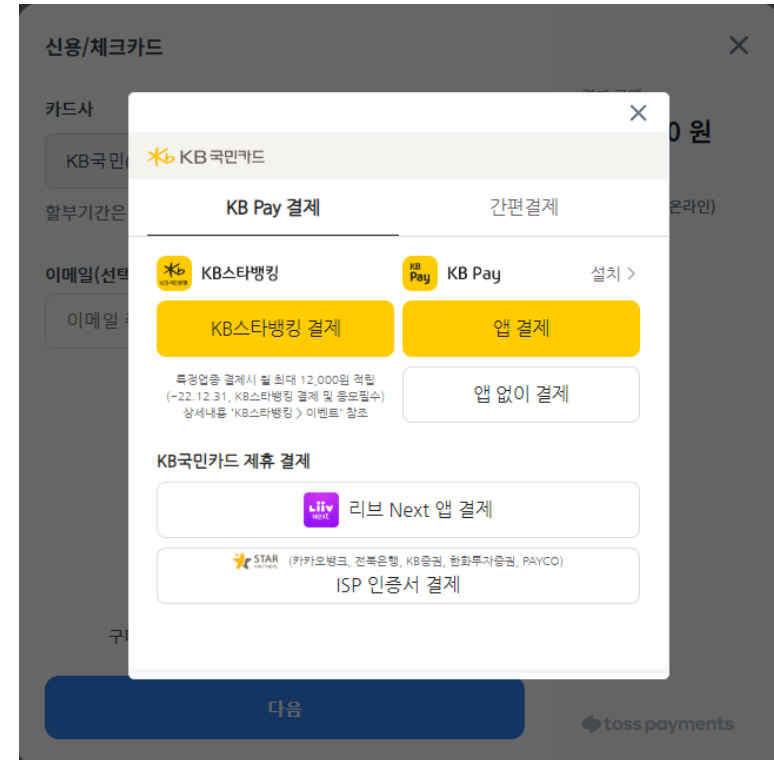 신용/체크카드
카드사
0 원
KB국민
할부기간은
온라인)
이메일(선택
이메일
KB국민카드
KB Pay 결제
간편결제
KB스타뱅킹
KB Pay
KB Pay
설치 >
KB스타뱅킹 결제
앱 결제
특정업종 결제시 월 최대 12,000원 적립
(~22.12.31, KB스타뱅킹 결제 및 응모필수)
상세내용 'KB스타뱅킹 > 이벤트' 참조
앱 없이 결제
KB국민카드 제휴 결제
Liiv NEXT
리브 Next 앱 결제
STAR (카카오뱅크, 전북은행, KB증권, 한화투자증권, PAYCO)
ISP 인증서 결제
다음
toss payments